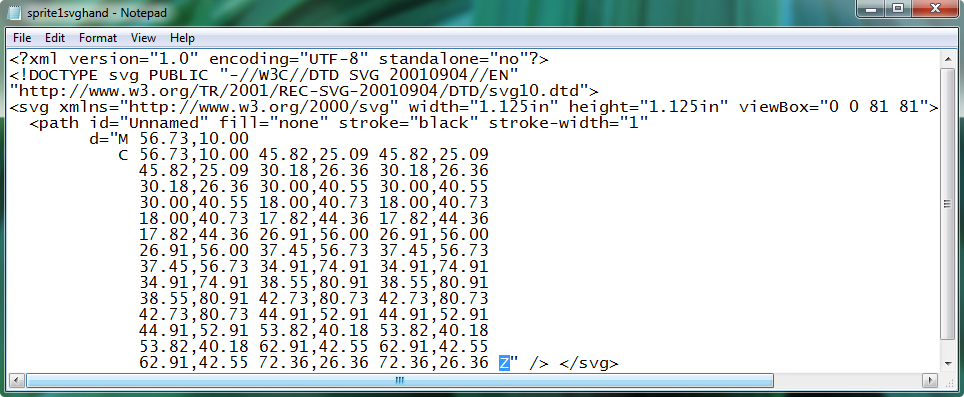 sprite1svghand - Notepad
File Edit Format View Help
<?xml version="1.0" encoding="UTF-8" standalone="no"?>
<!DOCTYPE svg PUBLIC "-//W3C//DTD SVG 20010904//EN"
"http://www.w3.org/TR/2001/REC-SVG-20010904/DTD/svg10.dtd">
<svg xmlns="http://www.w3.org/2000/svg" width="1.125in" height="1.125in" viewBox="0 0 81 81">
  <path id="Unnamed" fill="none" stroke="black" stroke-width="1"
        d="M 56.73,10.00
           C 56.73,10.00 45.82,25.09 45.82,25.09
             45.82,25.09 30.18,26.36 30.18,26.36
             30.18,26.36 30.00,40.55 30.00,40.55
             30.00,40.55 18.00,40.73 18.00,40.73
             18.00,40.73 17.82,44.36 17.82,44.36
             17.82,44.36 26.91,56.00 26.91,56.00
             26.91,56.00 37.45,56.73 37.45,56.73
             37.45,56.73 34.91,74.91 34.91,74.91
             34.91,74.91 38.55,80.91 38.55,80.91
             38.55,80.91 42.73,80.73 42.73,80.73
             42.73,80.73 44.91,52.91 44.91,52.91
             44.91,52.91 53.82,40.18 53.82,40.18
             53.82,40.18 62.91,42.55 62.91,42.55
             62.91,42.55 72.36,26.36 72.36,26.36 Z" /> </svg>